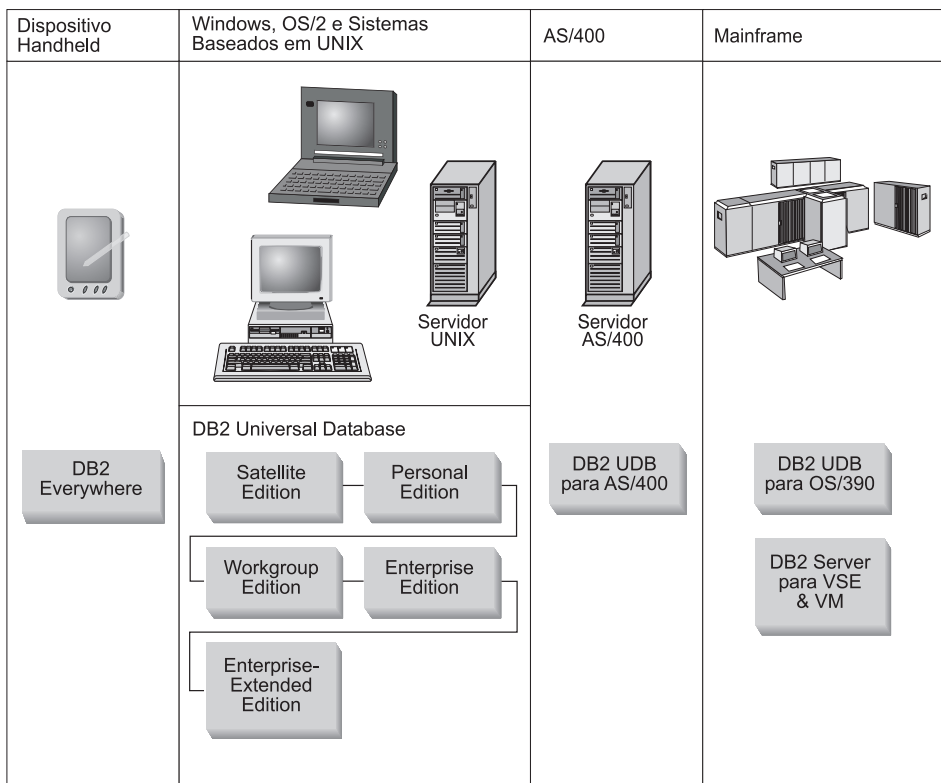 Dispositivo
Handheld
Windows, OS/2 e Sistemas
Baseados em UNIX
AS/400
Mainframe
Servidor
UNIX
Servidor
AS/400
DB2 Universal Database
DB2
Everywhere
Satellite
Edition
Personal
Edition
Workgroup
Edition
Enterprise
Edition
Enterprise-
Extended
Edition
DB2 UDB
para AS/400
DB2 UDB
para OS/390
DB2 Server
para VSE
& VM